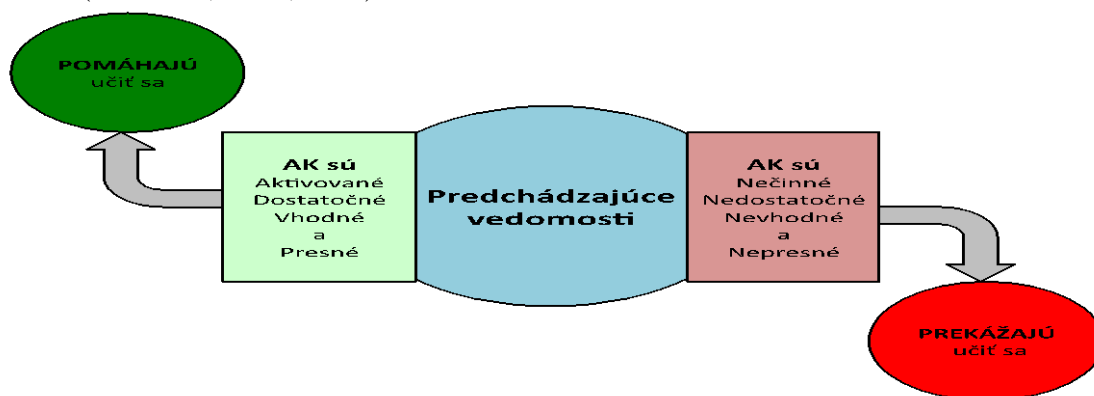 POMÁHAJÚ
učiť sa
AK sú
Aktivované
Dostatočné
Vhodné
a
Presné
Predchádzajúce
vedomosti
AK sú
Nečinné
Nedostatočné
Nevhodné
a
Nepresné
PREKÁŽAJÚ
učiť sa